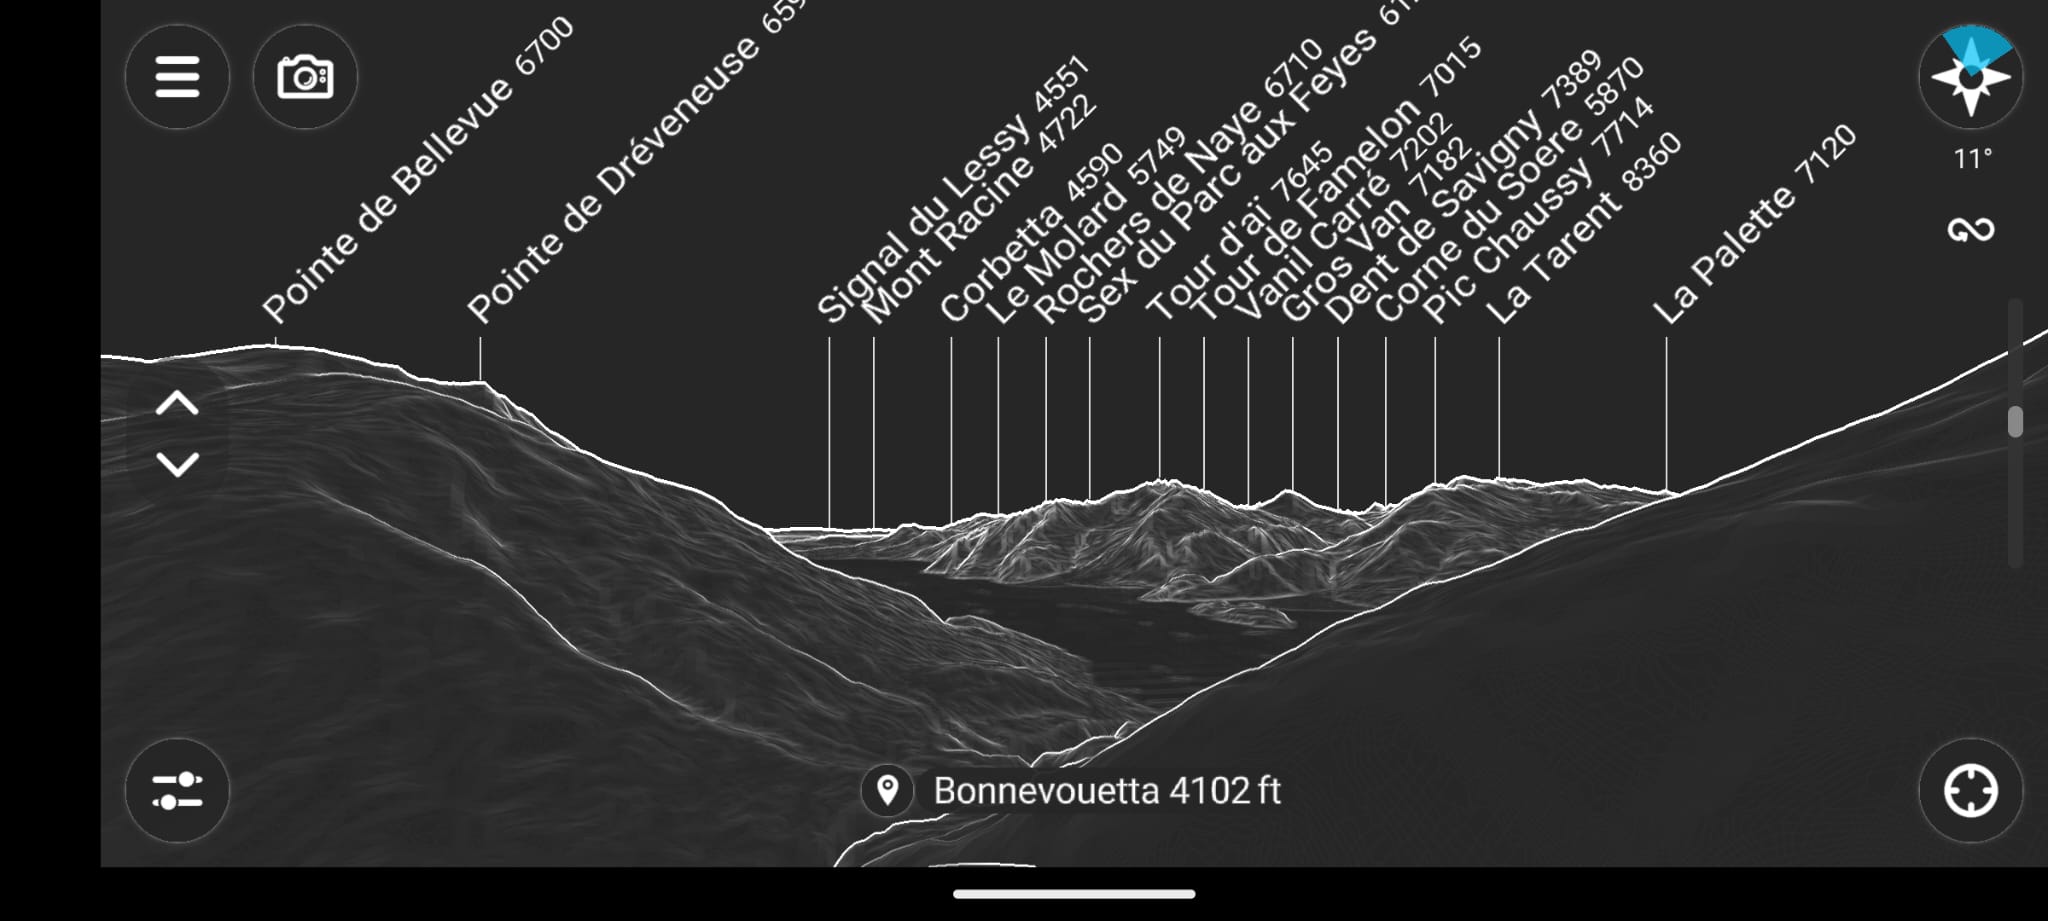 Pointe de Bellevue 6700
Pointe de Dréveneuse
Signal du Lessy 4551
Mont Racine 4722
Corbetta 4590
Le Molard 5749
Rochers de Naye 6710
Sex du Parc aux Feyes
Tour d'aï 7645
Tour de Famelon 7015
Vanil Carré 7202
Gros Van 7182
Dent de Savigny 7389
Corne du Soere 5870
Pic Chaussy 7714
La Tarent 8360
La Palette 7120
11°
Bonnevouetta 4102 ft